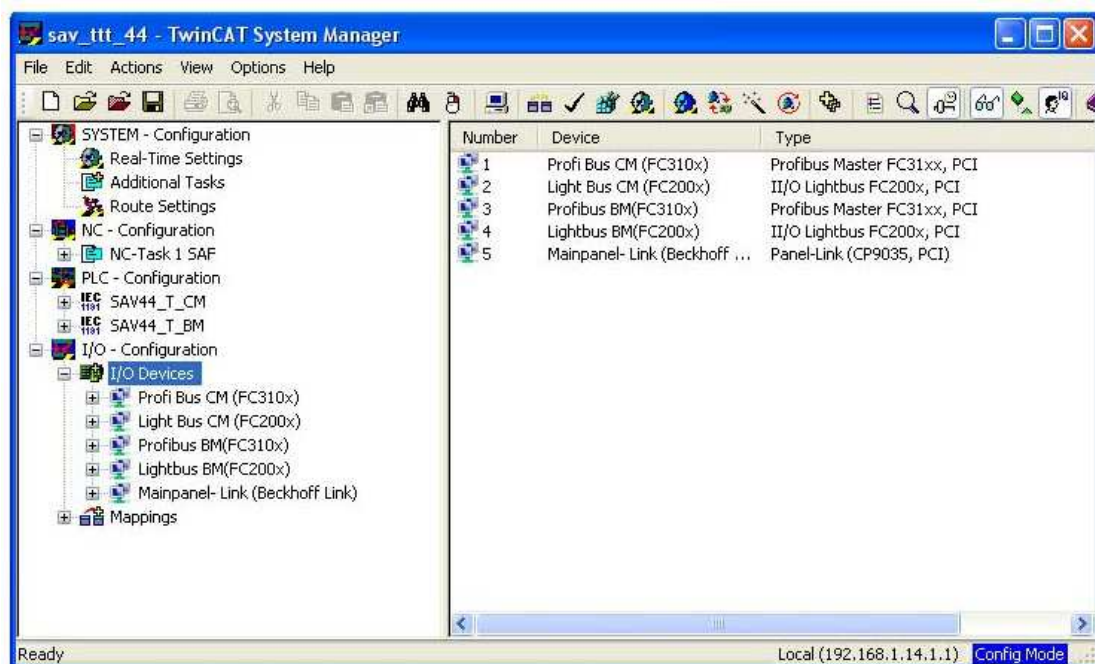 sav_ttt_44 - TwinCAT System Manager
File Edit Actions View Options Help
SYSTEM - Configuration
Real-Time Settings
Additional Tasks
Route Settings
NC - Configuration
NC-Task 1 SAF
PLC - Configuration
IEC 1131 SAV44_T_CM
IEC 1131 SAV44_T_BM
I/O - Configuration
I/O Devices
Profi Bus CM (FC310x)
Light Bus CM (FC200x)
Profibus BM(FC310x)
Lightbus BM(FC200x)
Mainpanel- Link (Beckhoff Link)
Mappings
Number Device Type
1 Profi Bus CM (FC310x) Profibus Master FC31xx, PCI
2 Light Bus CM (FC200x) II/O Lightbus FC200x, PCI
3 Profibus BM(FC310x) Profibus Master FC31xx, PCI
4 Lightbus BM(FC200x) II/O Lightbus FC200x, PCI
5 Mainpanel- Link (Beckhoff ... Panel-Link (CP9035, PCI)
Ready Local (192.168.1.14.1.1) Config Mode